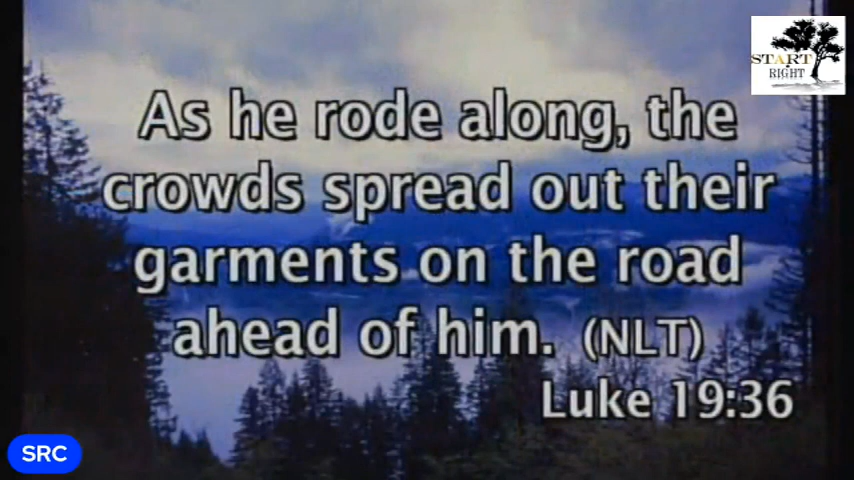 START
RIGHT
As he rode along, the
crowds spread out their
garments on the road
ahead of him. (NLT)
Luke 19:36
SRC